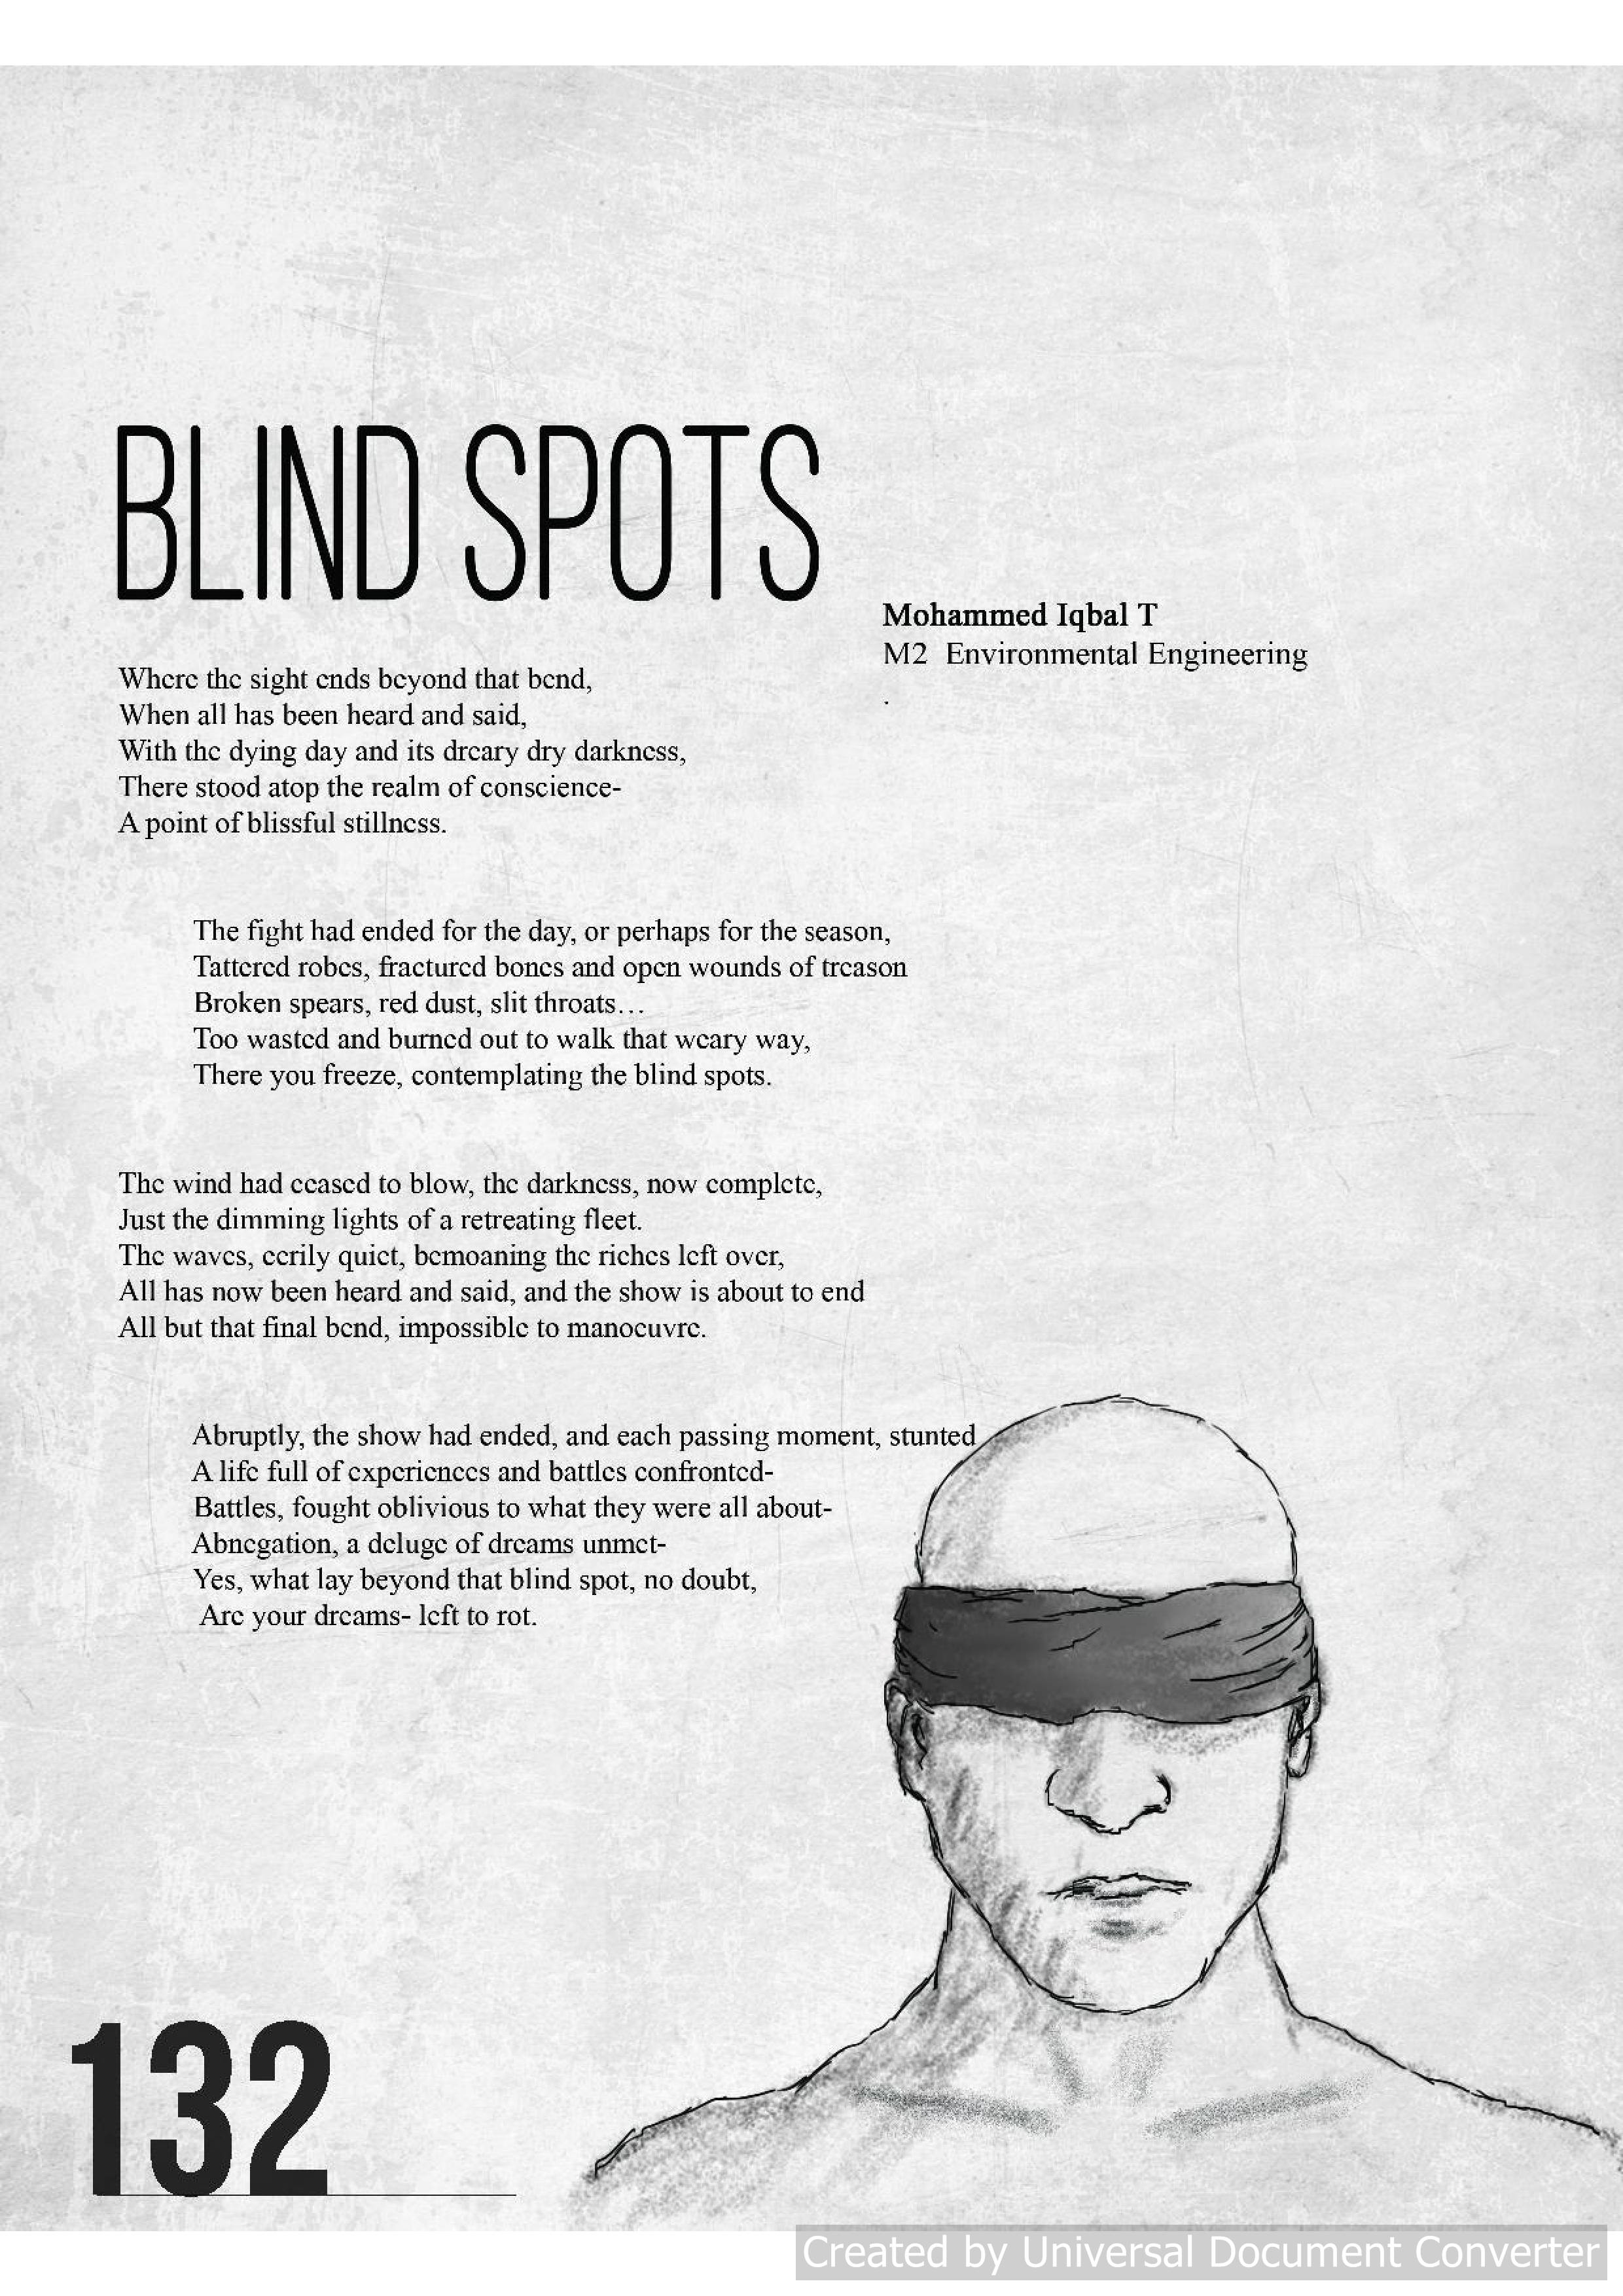 BLIND SPOTS
Mohammed Iqbal T
M2 Environmental Engineering
.
Where the sight ends beyond that bend,
When all has been heard and said,
With the dying day and its dreary dry darkness,
There stood atop the realm of conscience-
A point of blissful stillness.
The fight had ended for the day, or perhaps for the season,
Tattered robes, fractured bones and open wounds of treason
Broken spears, red dust, slit throats…
Too wasted and burned out to walk that weary way,
There you freeze, contemplating the blind spots.
The wind had ceased to blow, the darkness, now complete,
Just the dimming lights of a retreating fleet.
The waves, eerily quiet, bemoaning the riches left over,
All has now been heard and said, and the show is about to end
All but that final bend, impossible to manoeuvre.
Abruptly, the show had ended, and each passing moment, stunted
A life full of experiences and battles confronted-
Battles, fought oblivious to what they were all about-
Abnegation, a deluge of dreams unmet-
Yes, what lay beyond that blind spot, no doubt,
Are your dreams- left to rot.
132
Created by Universal Document Converter